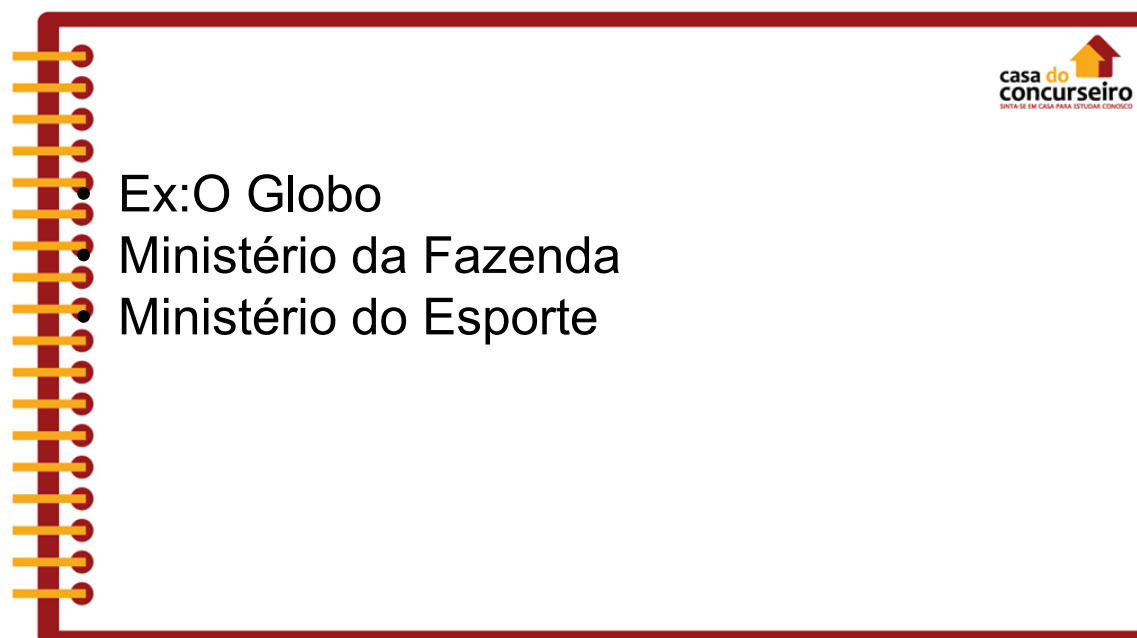 casa do
concurseiro
SINTA-SE EM CASA PARA ESTUDAR CONOSCO
• Ex:O Globo
• Ministério da Fazenda
• Ministério do Esporte